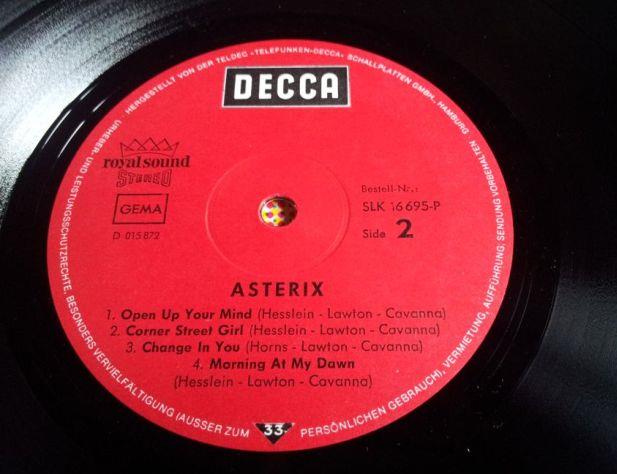 URHEBER- UND LEISTUNGSSCHUTZRECHTE, BESONDERS VERVIELFÄLTIGUNG (AUSSER ZUM PERSÖNLICHEN GEBRAUCH), VERMIETUNG, AUFFÜHRUNG, SENDUNG VORBEHALTEN
· HERGESTELLT VON DER TELDEC »TELEFUNKEN-DECCA« SCHALLPLATTEN GMBH, HAMBURG
DECCA
royal sound
STEREO
GEMA
D 015 872
Bestell-Nr.:
SLK 16 695-P
Side 2
ASTERIX
1. Open Up Your Mind (Hesslein - Lawton - Cavanna)
2. Corner Street Girl (Hesslein - Lawton - Cavanna)
3. Change In You (Horns - Lawton - Cavanna)
4. Morning At My Dawn
(Hesslein - Lawton - Cavanna)
33